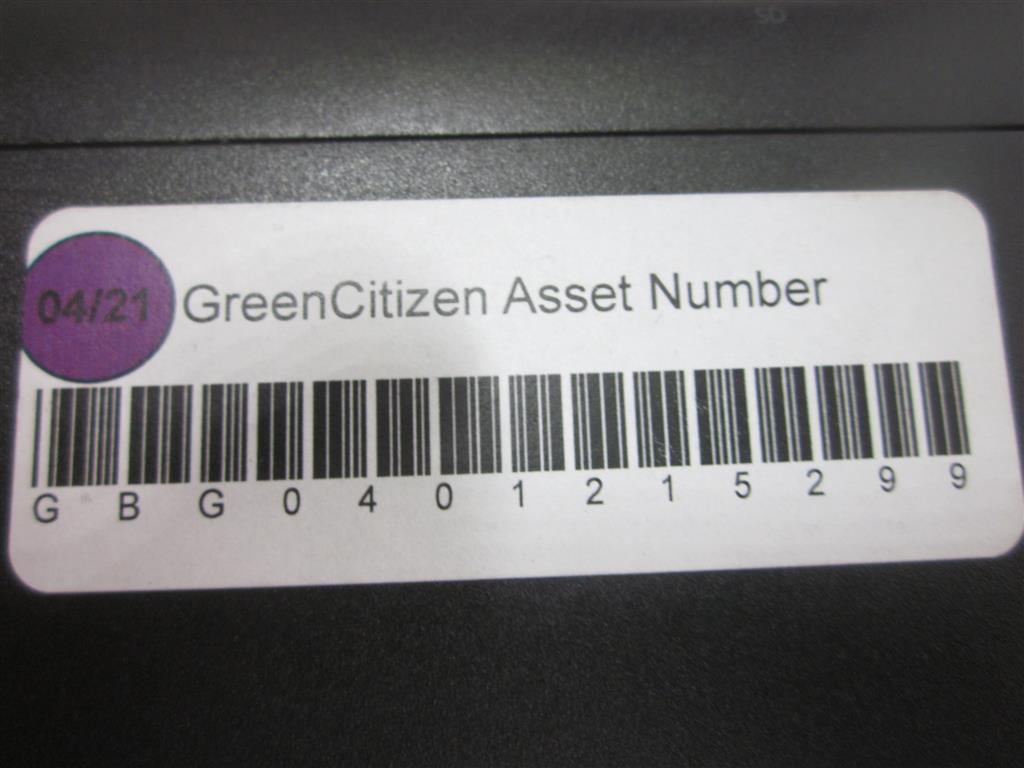 04/21 GreenCitizen Asset Number
G B G 0 4 0 1 2 1 5 2 9 9